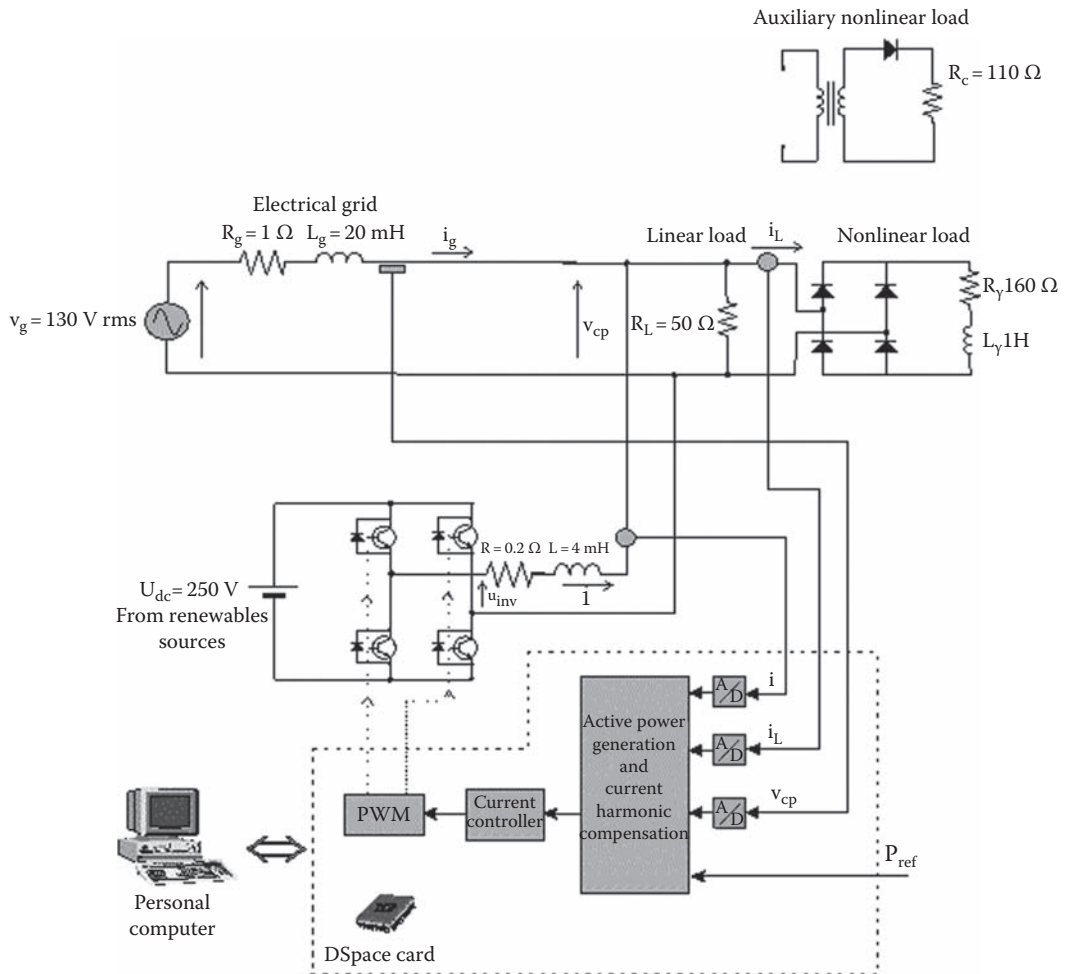 Auxiliary nonlinear load
R_c = 110 Ω
Electrical grid
R_g = 1 Ω L_g = 20 mH
i_g
Linear load
i_L
Nonlinear load
v_g = 130 V rms
v_cp
R_L = 50 Ω
R_γ160 Ω
L_γ1H
R = 0.2 Ω L = 4 mH
U_dc = 250 V
From renewables
sources
u_inv
1
A/D
i
Active power
generation
and
current
harmonic
compensation
A/D
i_L
A/D
v_cp
PWM
Current
controller
P_ref
Personal
computer
DSpace card